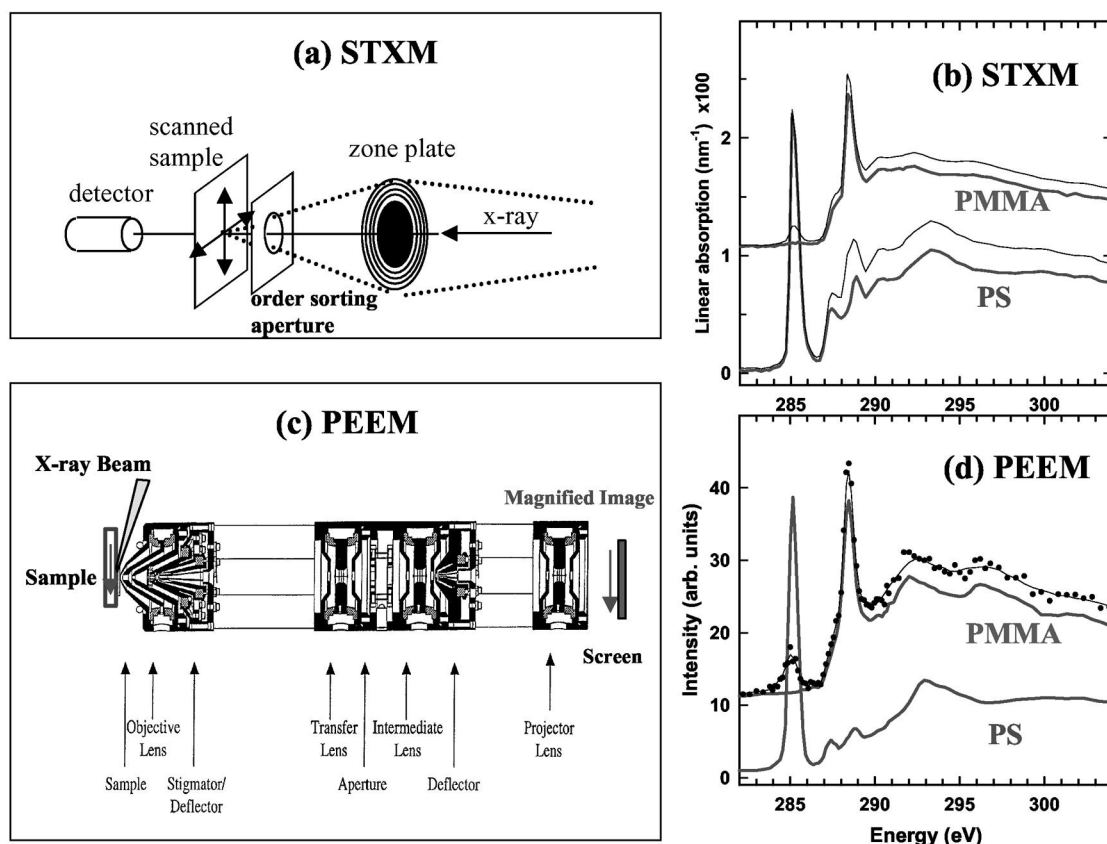 (a) STXM
scanned
sample
zone plate
detector
x-ray
order sorting
aperture
(b) STXM
Linear absorption (nm-1) x100
2
1
0
PMMA
PS
285 290 295 300
(c) PEEM
X-ray Beam
Magnified Image
Sample
Screen
Objective
Lens
Transfer
Lens
Intermediate
Lens
Projector
Lens
Sample
Stigmator/
Deflector
Aperture
Deflector
(d) PEEM
Intensity (arb. units)
40
30
20
10
0
PMMA
PS
285 290 295 300
Energy (eV)